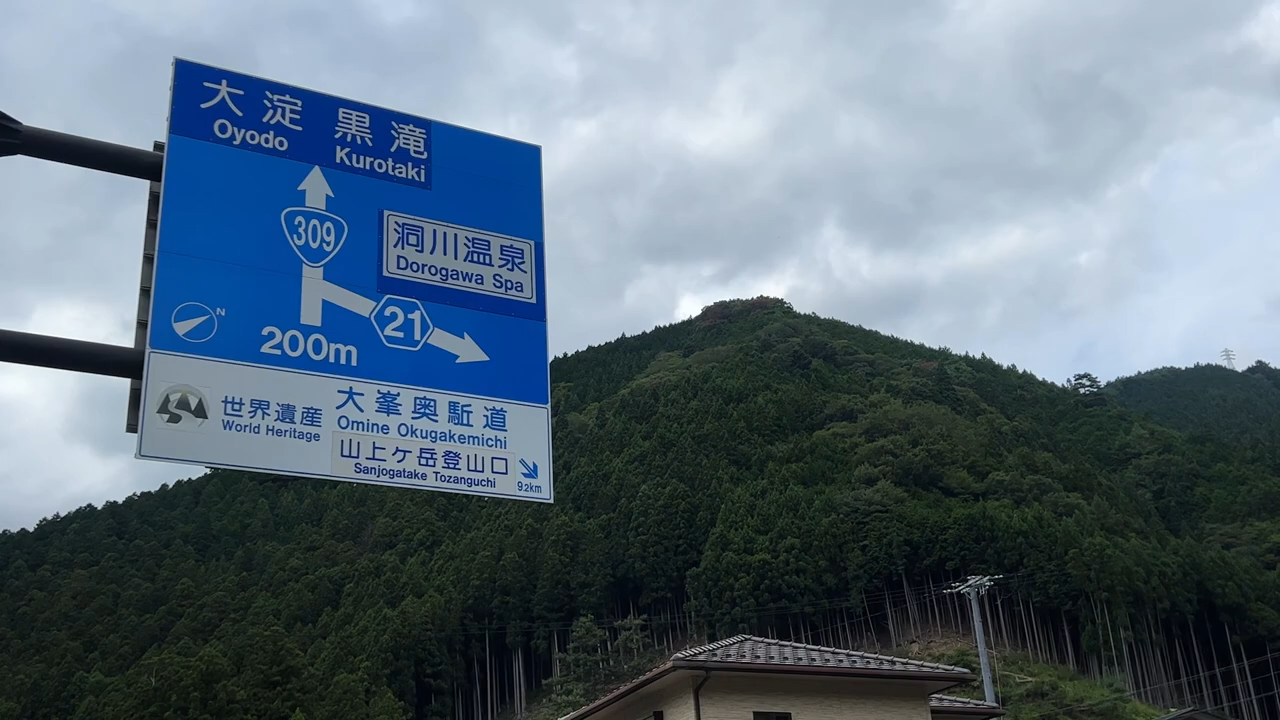 大淀 黒滝
Oyodo Kurotaki
309
洞川温泉
Dorogawa Spa
21
N
200m
世界遺産
World Heritage
大峯奥駈道
Omine Okugakemichi
山上ケ岳登山口
Sanjogatake Tozanguchi
9.2km